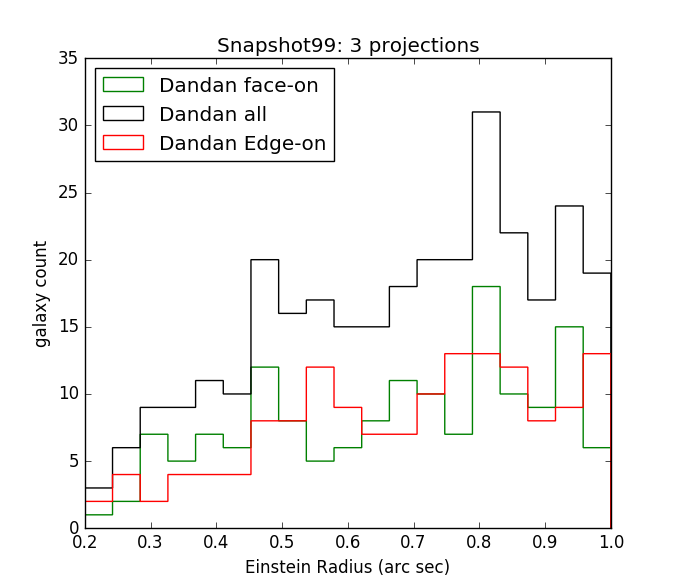 Snapshot99: 3 projections
Dandan face-on
Dandan all
Dandan Edge-on
galaxy count
35
30
25
20
15
10
5
0
0.2 0.3 0.4 0.5 0.6 0.7 0.8 0.9 1.0
Einstein Radius (arc sec)